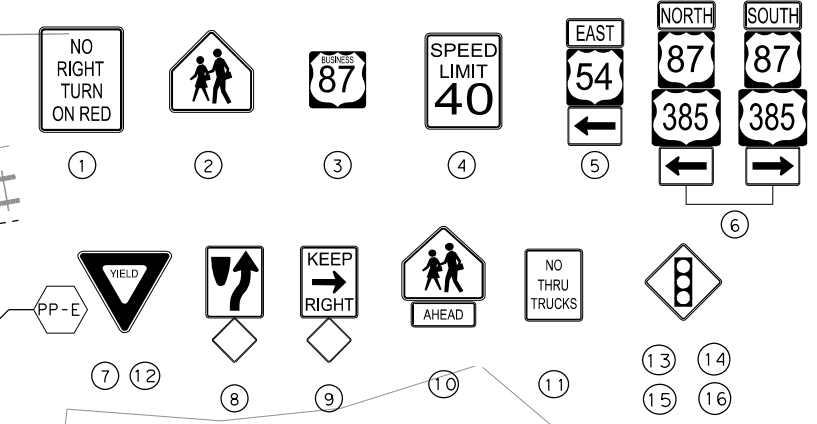 NO
RIGHT
TURN
ON RED
1
2
BUSINESS
87
3
SPEED
LIMIT
40
4
EAST
54
5
NORTH
87
385
SOUTH
87
385
6
YIELD
PP-E
7
12
8
KEEP
RIGHT
9
AHEAD
10
NO
THRU
TRUCKS
11
13
14
15
16